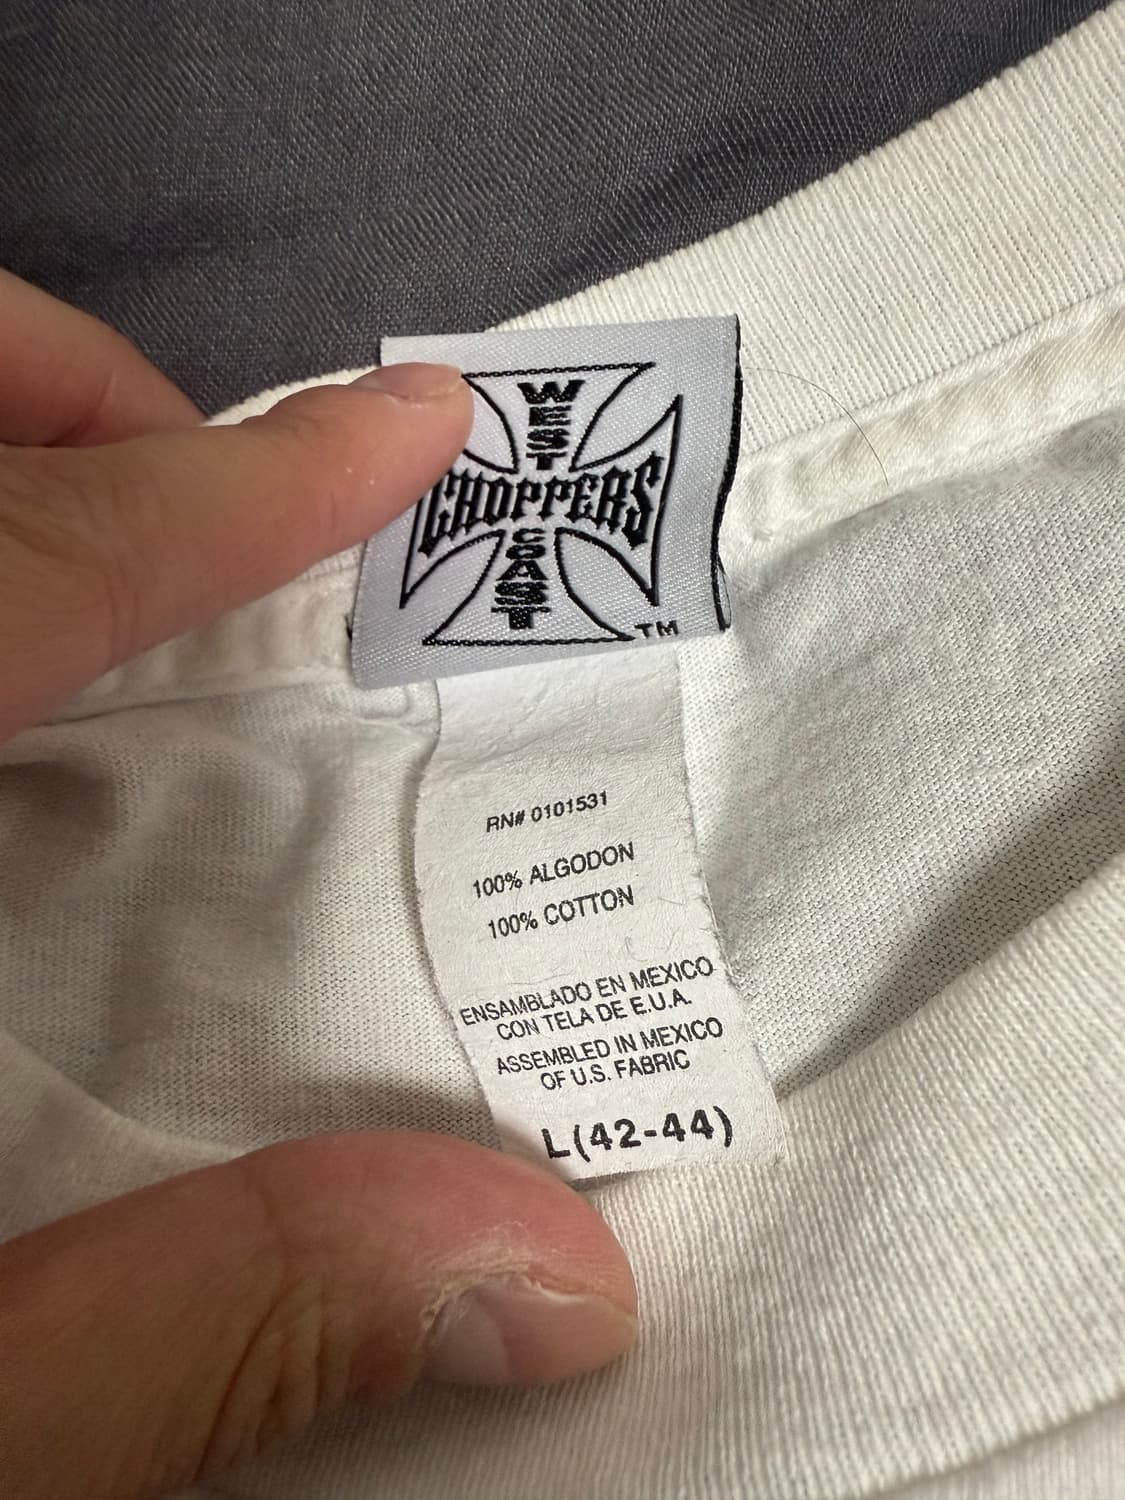 WEST
CHOPPERS
COAST
TM
RN# 0101531
100% ALGODON
100% COTTON
ENSAMBLADO EN MEXICO
CON TELA DE E.U.A.
ASSEMBLED IN MEXICO
OF U.S. FABRIC
L(42-44)